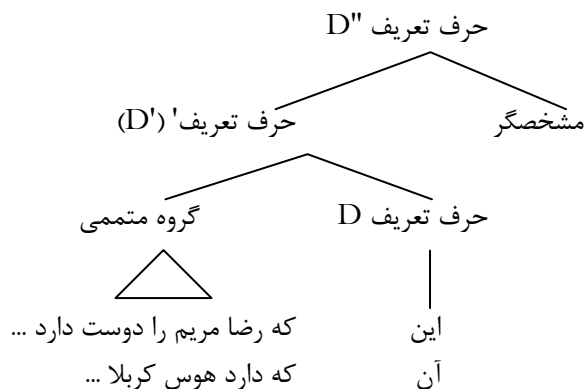 حرف تعریف D''
مشخصگر حرف تعریف' (D')
حرف تعریف D گروه متممی
این که رضا مریم را دوست دارد ...
آن که دارد هوس کربلا ...